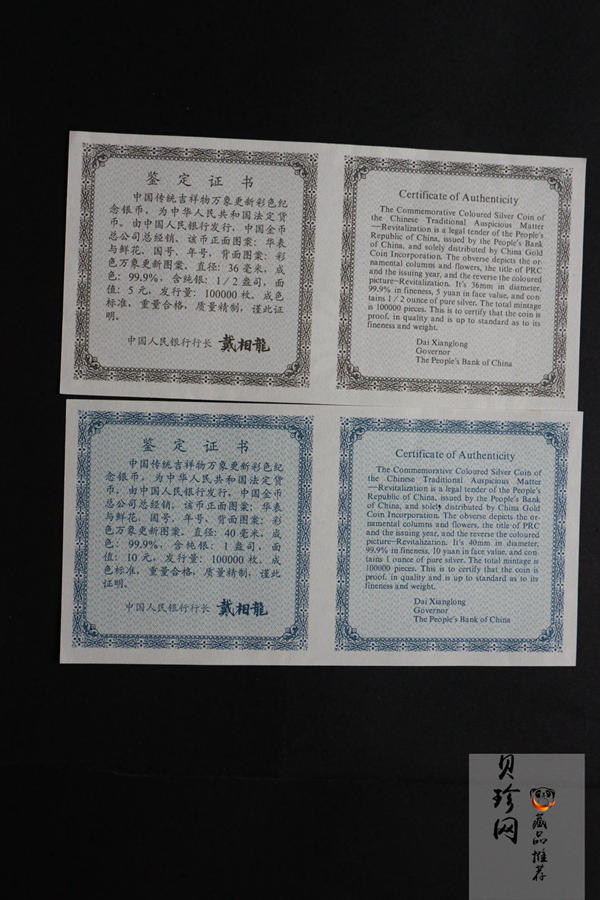 鉴定证书
中国传统吉祥物万象更新彩色纪
念银币，为中华人民共和国法定货
币。由中国人民银行发行，中国金币
总公司总经销。该币正面图案：华表
与鲜花、国号、年号，背面图案：彩
色万象更新图案。直径：36毫米，成
色：99.9%，含纯银：1/2盎司，面
值：5元，发行量：100000枚。成色
标准，重量合格，质量精制，谨此证
明。
中国人民银行行长 戴相龍
Certificate of Authenticity
The Commemorative Coloured Silver Coin of
the Chinese Traditional Auspicious Matter
—Revitalization is a legal tender of the People's
Republic of China, issued by the People's Bank
of China, and solely distributed by China Gold
Coin Incorporation. The obverse depicts the or-
namental columns and flowers, the title of PRC
and the issuing year, and the reverse the coloured
picture—Revitalization. It's 36mm in diameter,
99.9% in fineness, 5 yuan in face value, and con-
tains 1/2 ounce of pure silver. The total mintage
is 100000 pieces. This is to certify that the coin is
proof, in quality and is up to standard as to its
fineness and weight.
Dai Xianglong
Governor
The People's Bank of China
鉴定证书
中国传统吉祥物万象更新彩色纪
念银币，为中华人民共和国法定货
币。由中国人民银行发行，中国金币
总公司总经销。该币正面图案：华表
与鲜花、国号、年号，背面图案：彩
色万象更新图案。直径：40毫米，成
色：99.9%，含纯银：1盎司，面
值：10元，发行量：100000枚。成
色标准，重量合格，质量精制，谨此
证明。
中国人民银行行长 戴相龍
Certificate of Authenticity
The Commemorative Coloured Silver Coin of
the Chinese Traditional Auspicious Matter
—Revitalization is a legal tender of the People's
Republic of China, issued by the People's Bank
of China, and solely distributed by China Gold
Coin Incorporation. The obverse depicts the or-
namental columns and flowers, the title of PRC
and the issuing year, and the reverse the coloured
picture—Revitalization. It's 40mm in diameter,
99.9% in fineness, 10 yuan in face value, and con-
tains 1 ounce of pure silver. The total mintage is
100000 pieces. This is to certify that the coin is
proof, in quality and is up to standard as to its
fineness and weight.
Dai Xianglong
Governor
The People's Bank of China
贝珍网
藏品推荐